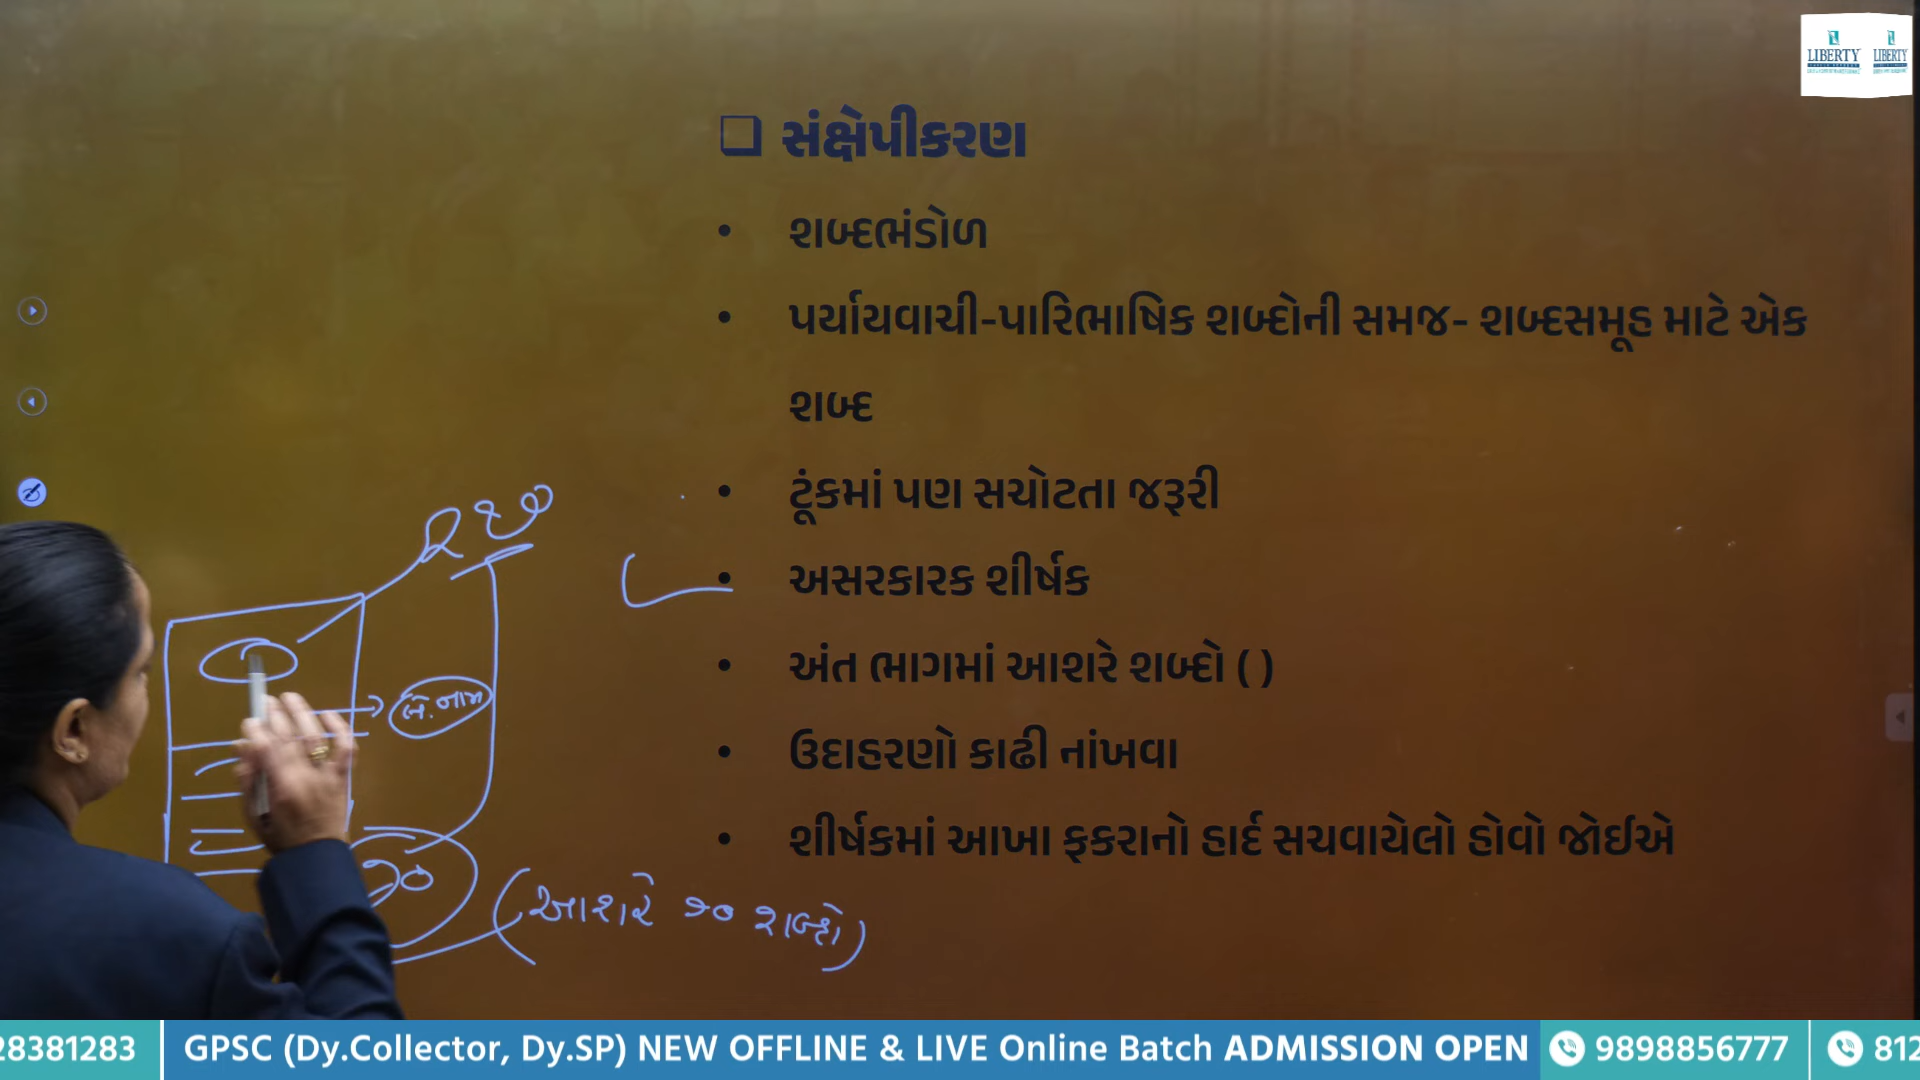 LIBERTY LIBERTY
❑ સંક્ષેપીકરણ
• શબ્દભંડોળ
• પર્યાયવાચી-પારિભાષિક શબ્દોની સમજ- શબ્દસમૂહ માટે એક
શબ્દ
• ટૂંકમાં પણ સચોટતા જરૂરી
• અસરકારક શીર્ષક
• અંત ભાગમાં આશરે શબ્દો ( )
• ઉદાહરણો કાઢી નાંખવા
• શીર્ષકમાં આખા ફકરાનો હાર્દ સચવાયેલો હોવો જોઈએ
(આશરે ૭૦ શબ્દો)
28381283
GPSC (Dy.Collector, Dy.SP) NEW OFFLINE & LIVE Online Batch ADMISSION OPEN
9898856777
812